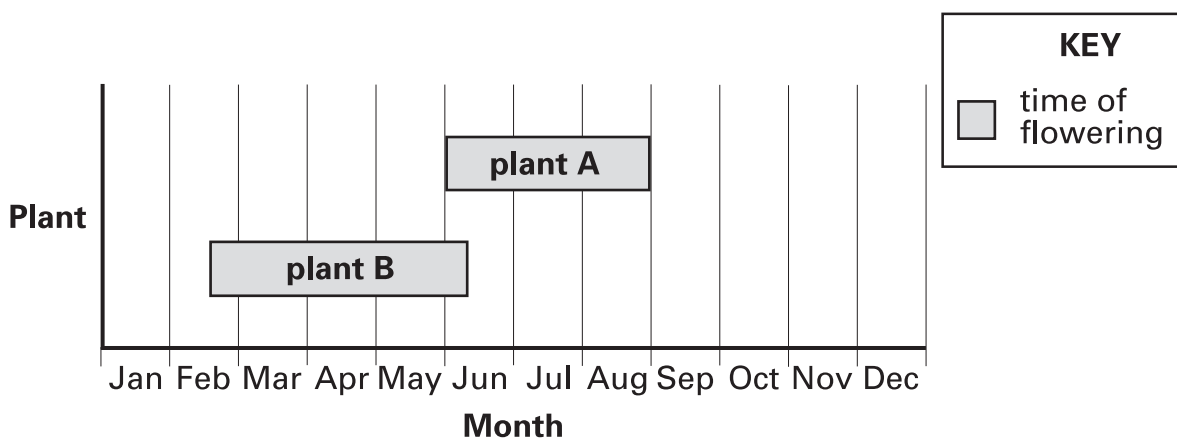 KEY
time of
flowering
plant A
Plant
plant B
Jan Feb Mar Apr May Jun Jul Aug Sep Oct Nov Dec
Month